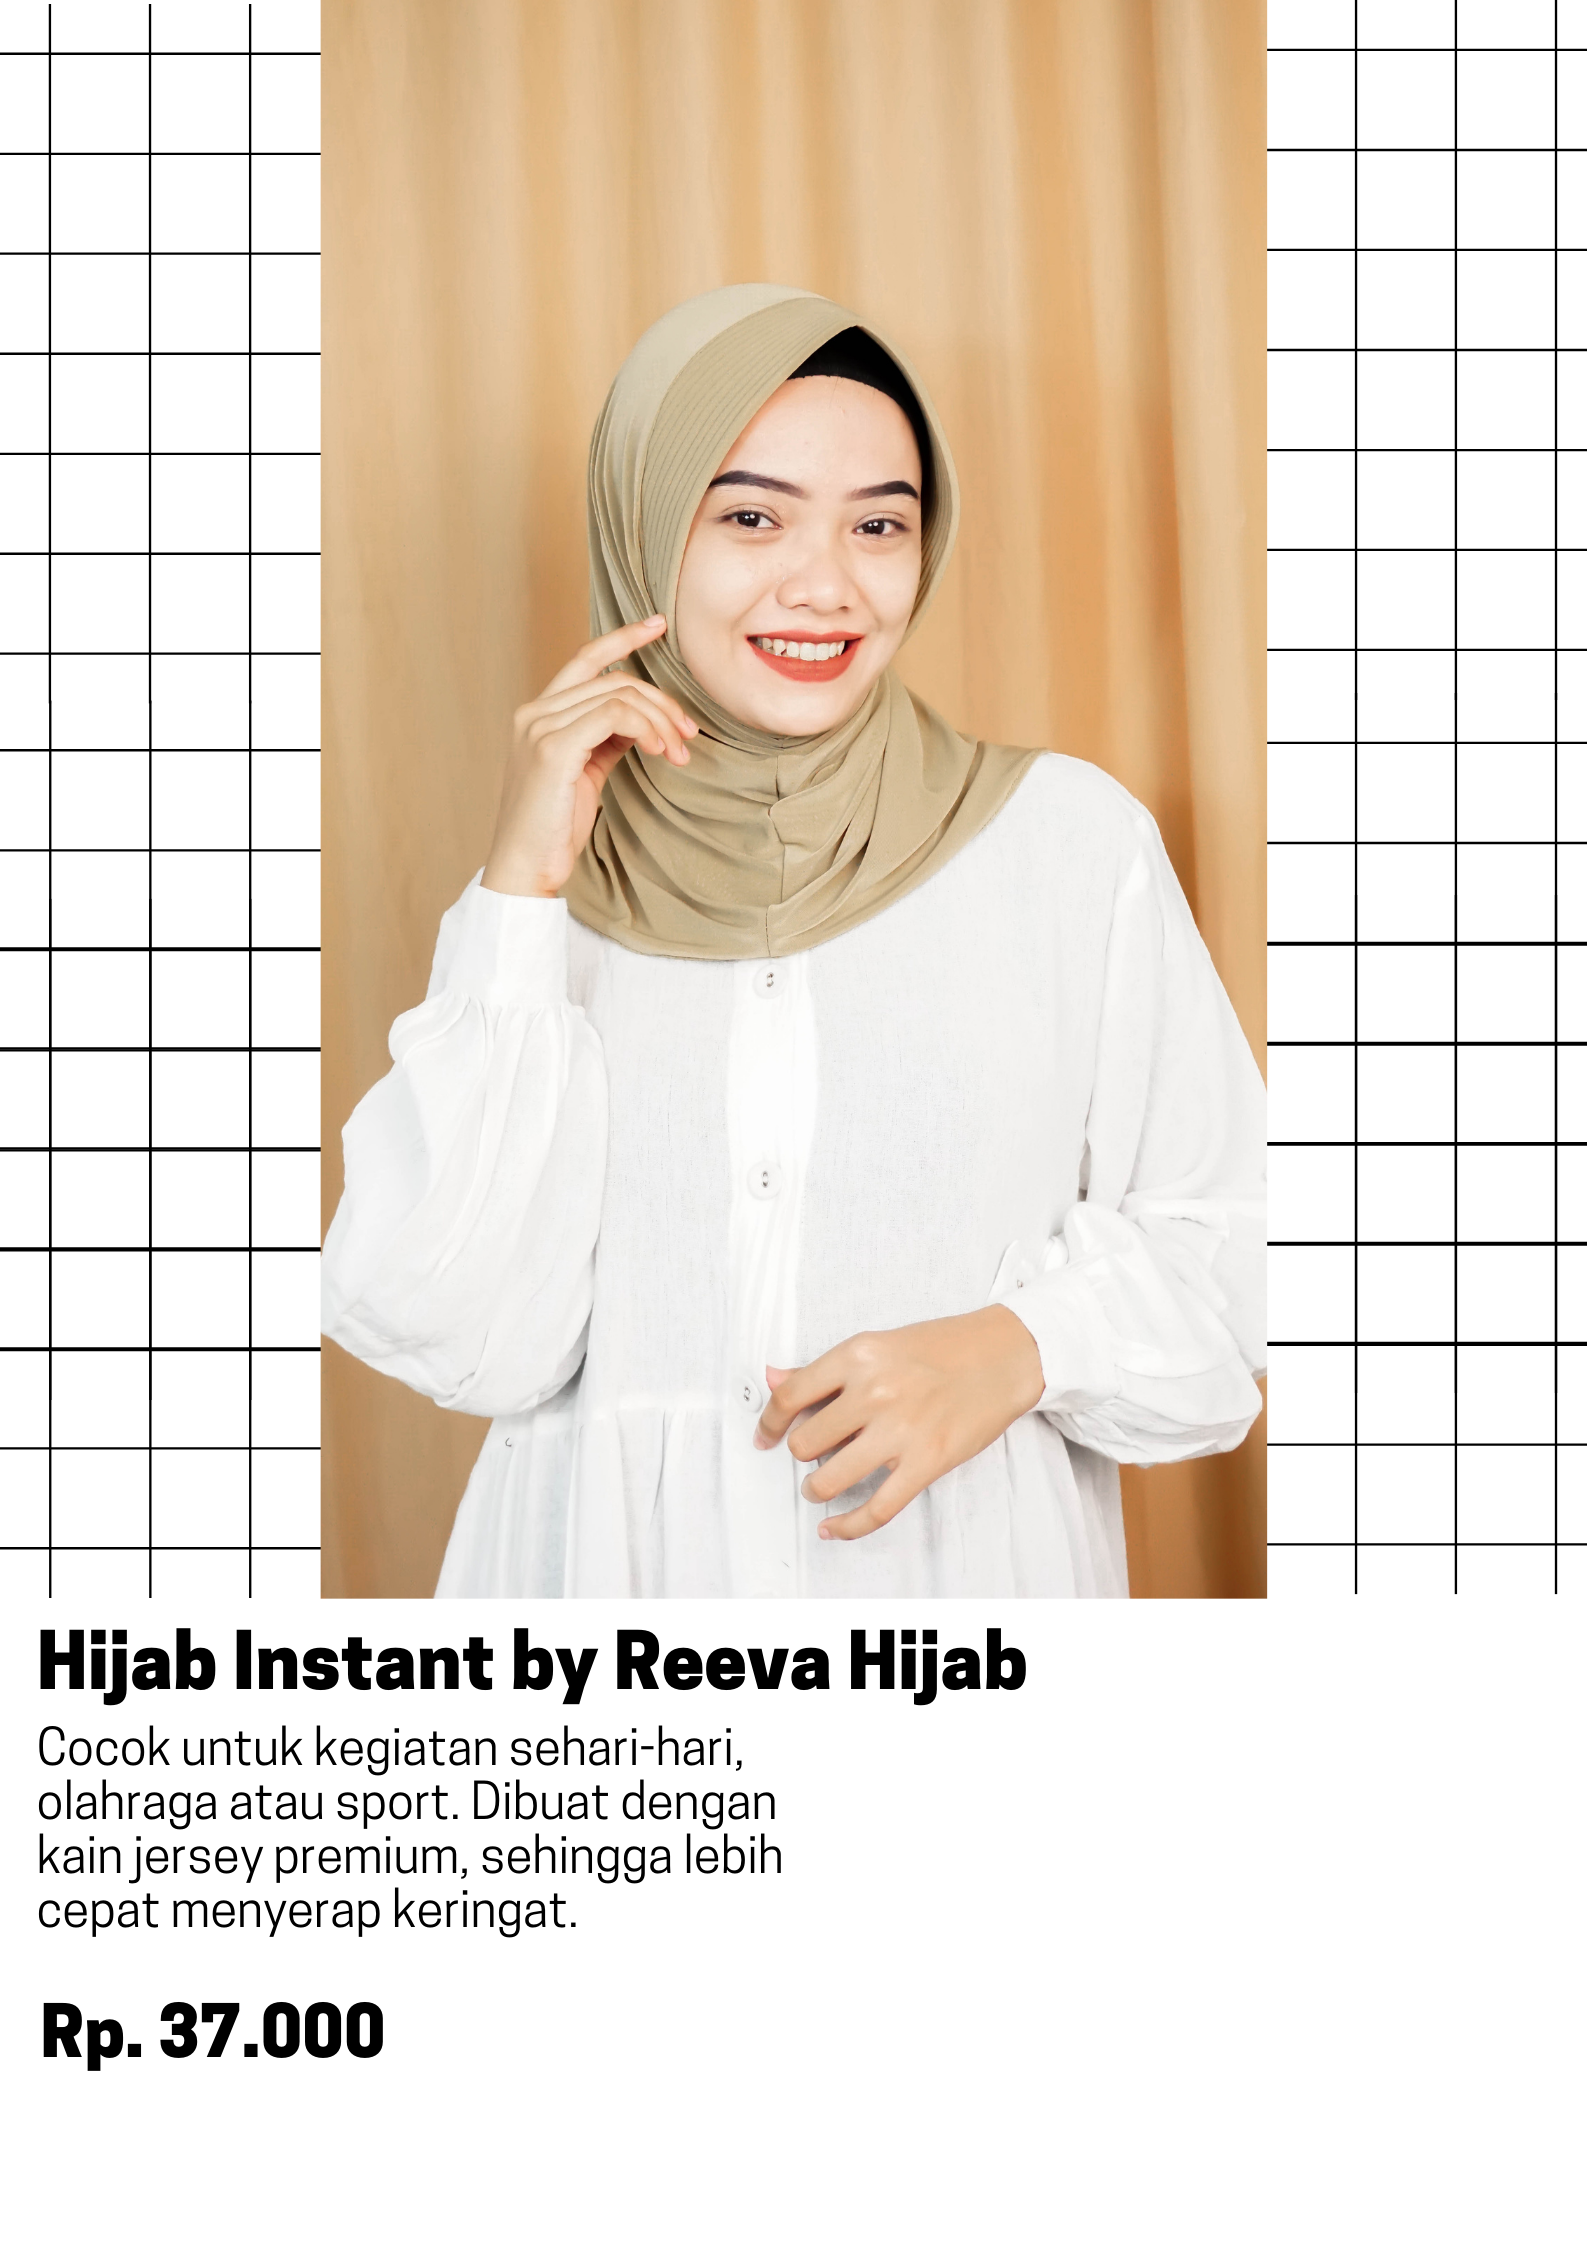 Hijab Instant by Reeva Hijab
Cocok untuk kegiatan sehari-hari,
olahraga atau sport. Dibuat dengan
kain jersey premium, sehingga lebih
cepat menyerap keringat.
Rp. 37.000